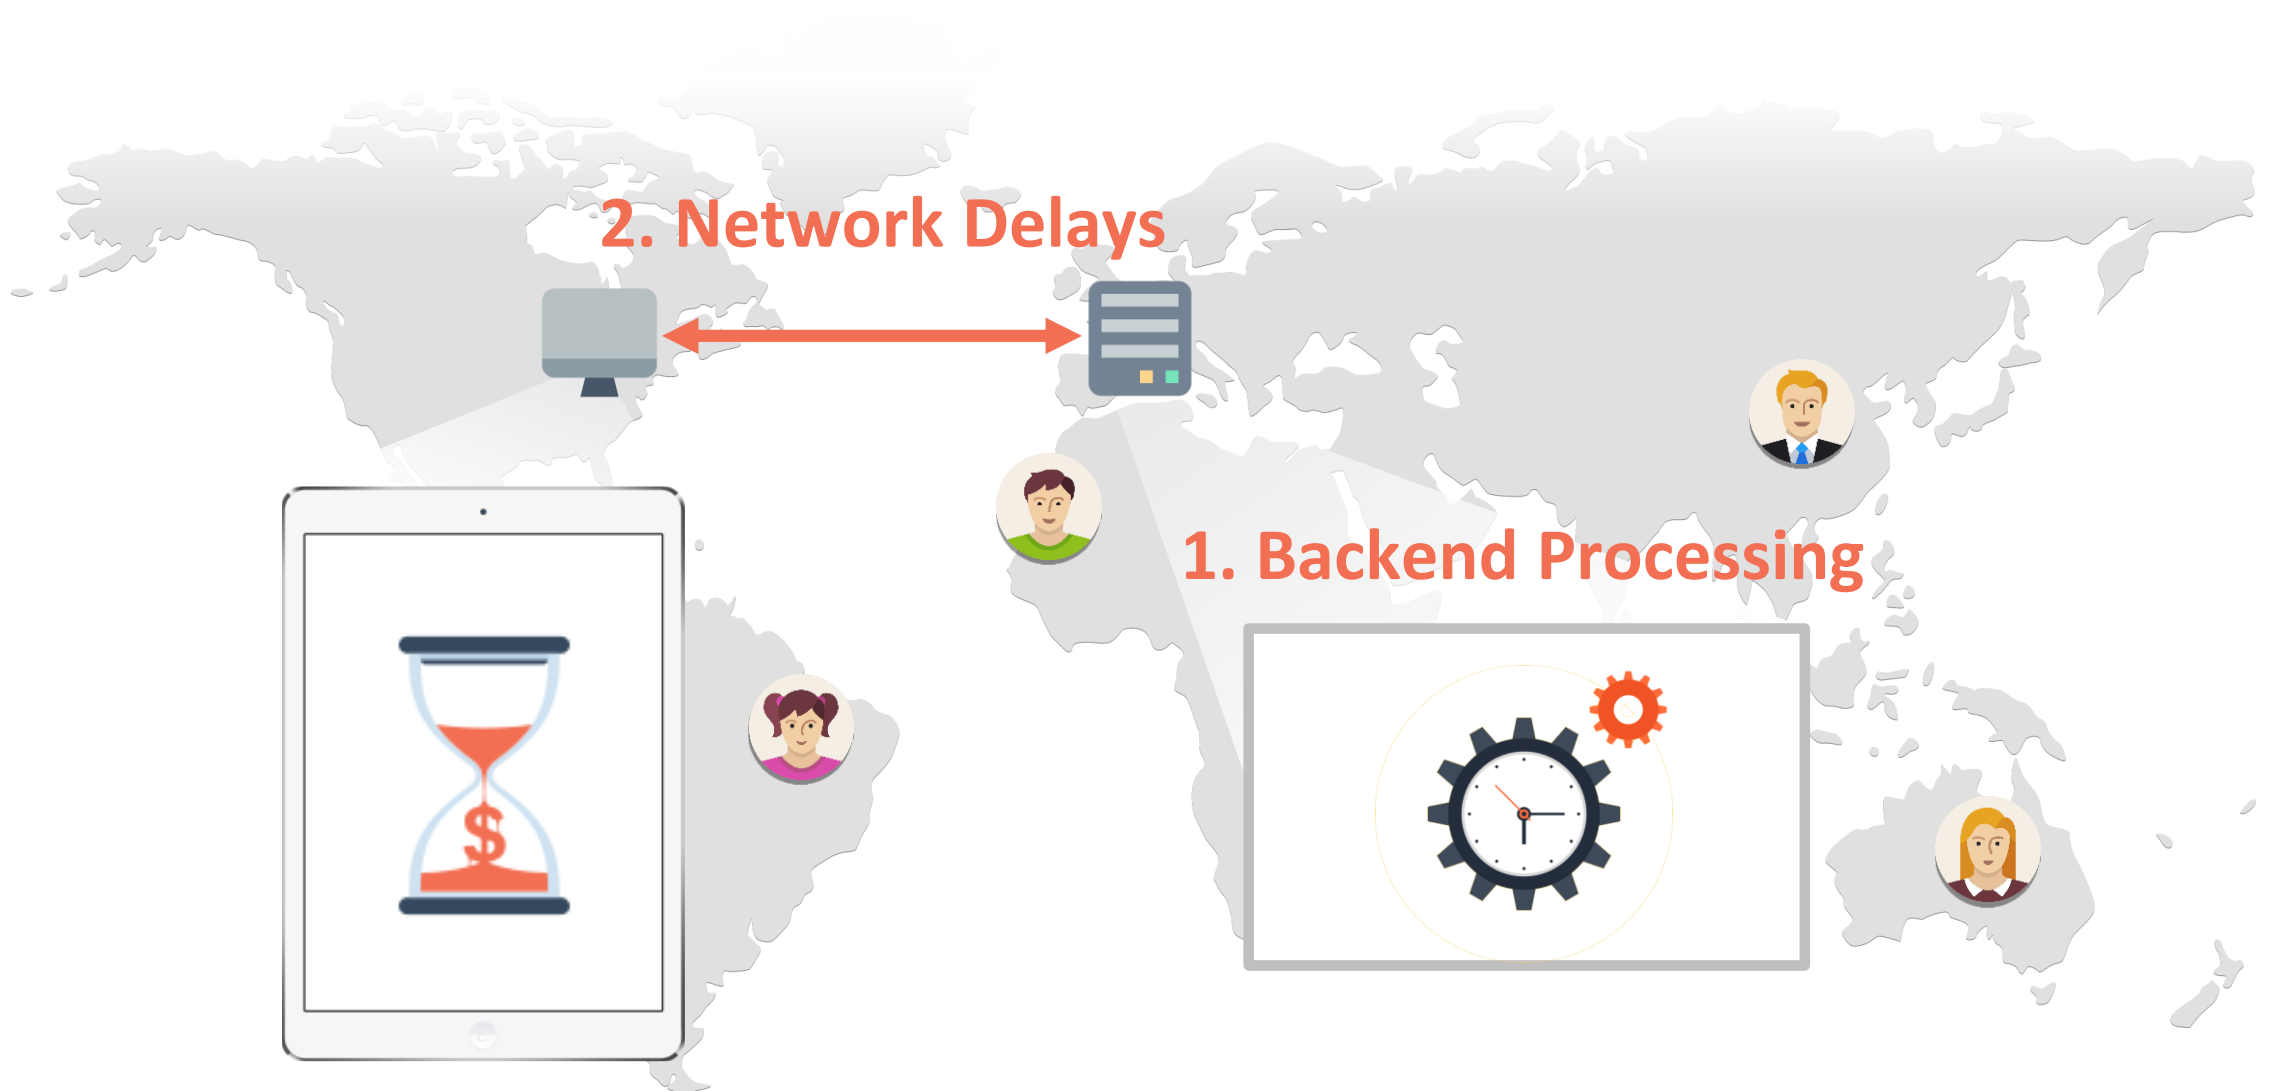 2. Network Delays
1. Backend Processing
$